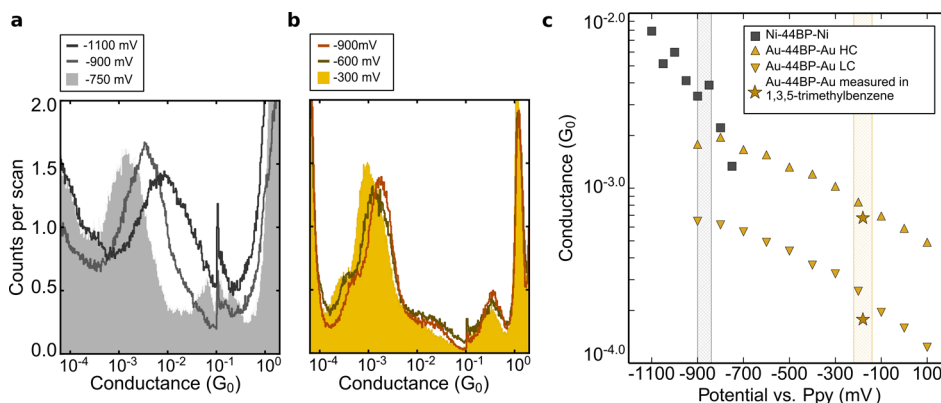 a
-1100 mV
-900 mV
-750 mV
2.0
1.5
1.0
0.5
0.0
Counts per scan
10⁻⁴
10⁻³
10⁻²
10⁻¹
10⁰
Conductance (G₀)
b
-900mV
-600 mV
-300 mV
10⁻⁴
10⁻³
10⁻²
10⁻¹
10⁰
Conductance (G₀)
c
Ni-44BP-Ni
Au-44BP-Au HC
Au-44BP-Au LC
Au-44BP-Au measured in
1,3,5-trimethylbenzene
10⁻²·⁰
10⁻³·⁰
10⁻⁴·⁰
Conductance (G₀)
-1100
-900
-700
-500
-300
-100
100
Potential vs. Ppy (mV)